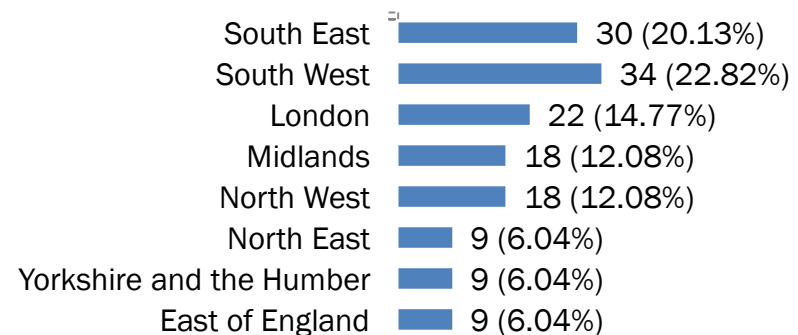 South East 30 (20.13%)
South West 34 (22.82%)
London 22 (14.77%)
Midlands 18 (12.08%)
North West 18 (12.08%)
North East 9 (6.04%)
Yorkshire and the Humber 9 (6.04%)
East of England 9 (6.04%)